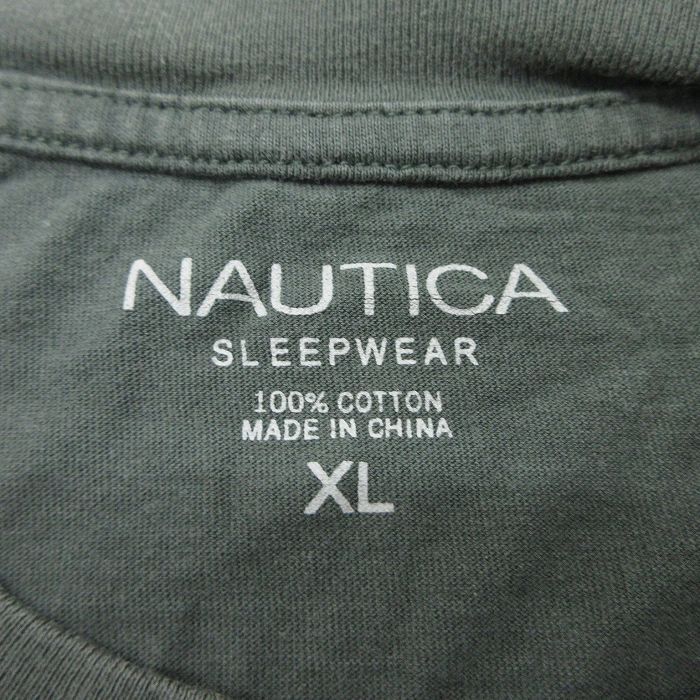 NAUTICA
SLEEPWEAR
100% COTTON
MADE IN CHINA
XL